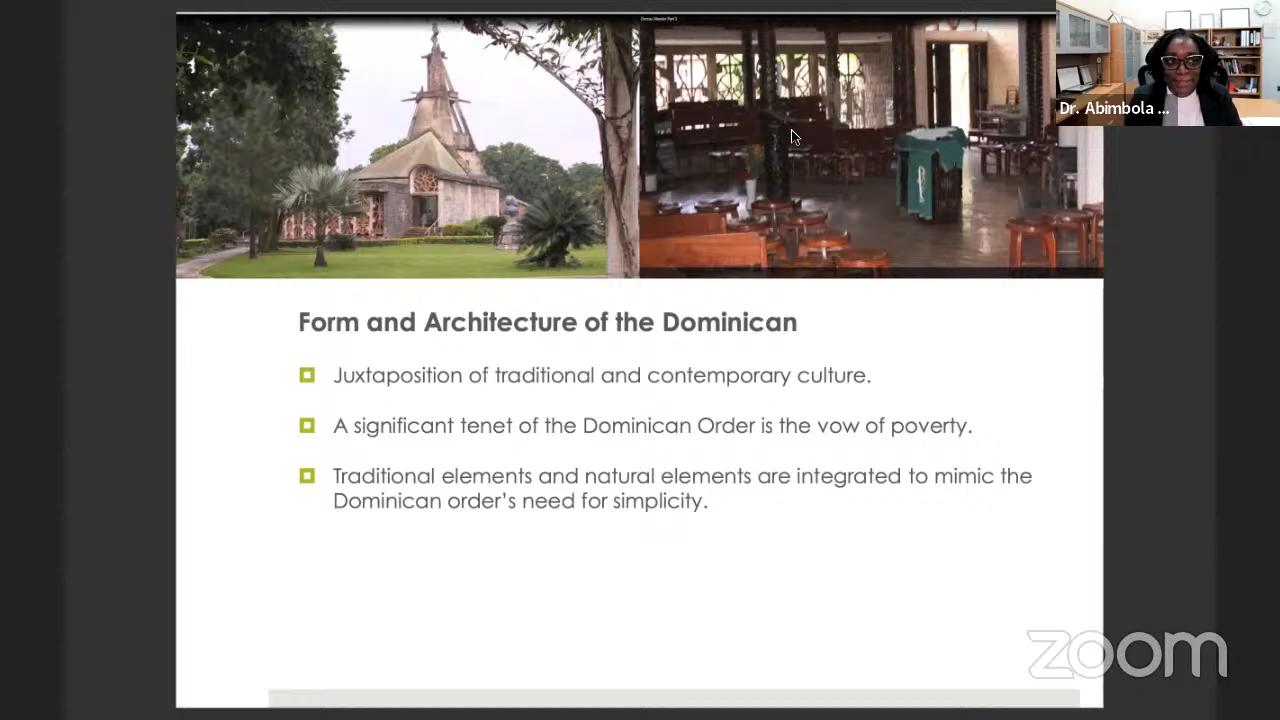 Dr. Abimbola ...
Form and Architecture of the Dominican
Juxtaposition of traditional and contemporary culture.
A significant tenet of the Dominican Order is the vow of poverty.
Traditional elements and natural elements are integrated to mimic the
Dominican order's need for simplicity.
zoom